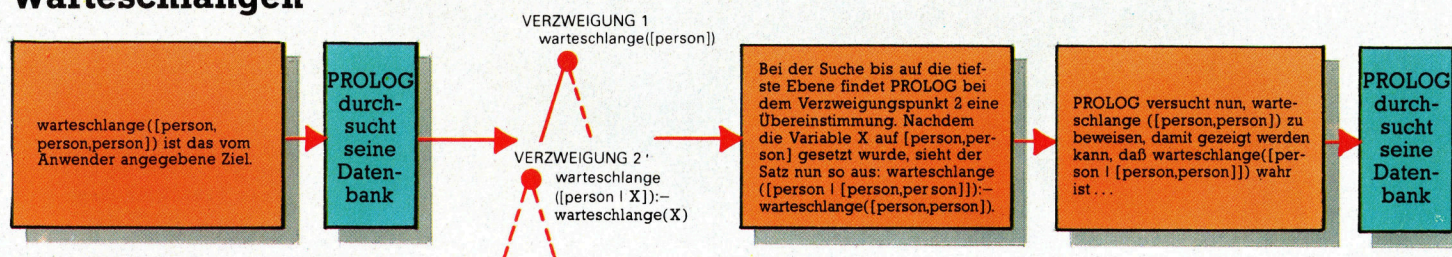 Warteschlangen
warteschlange([person,
person,person]) ist das vom
Anwender angegebene Ziel.
PROLOG
durch-
sucht
seine
Daten-
bank
VERZWEIGUNG 1
warteschlange([person])
VERZWEIGUNG 2
warteschlange
([person | X]):–
warteschlange(X)
Bei der Suche bis auf die tief-
ste Ebene findet PROLOG bei
dem Verzweigungspunkt 2 eine
Übereinstimmung. Nachdem
die Variable X auf [person,per-
son] gesetzt wurde, sieht der
Satz nun so aus: warteschlange
([person | [person,person]]):–
warteschlange([person,person]).
PROLOG versucht nun, warte-
schlange ([person,person]) zu
beweisen, damit gezeigt werden
kann, daß warteschlange([per-
son | [person,person]]) wahr
ist . . .
PROLOG
durch-
sucht
seine
Daten-
bank